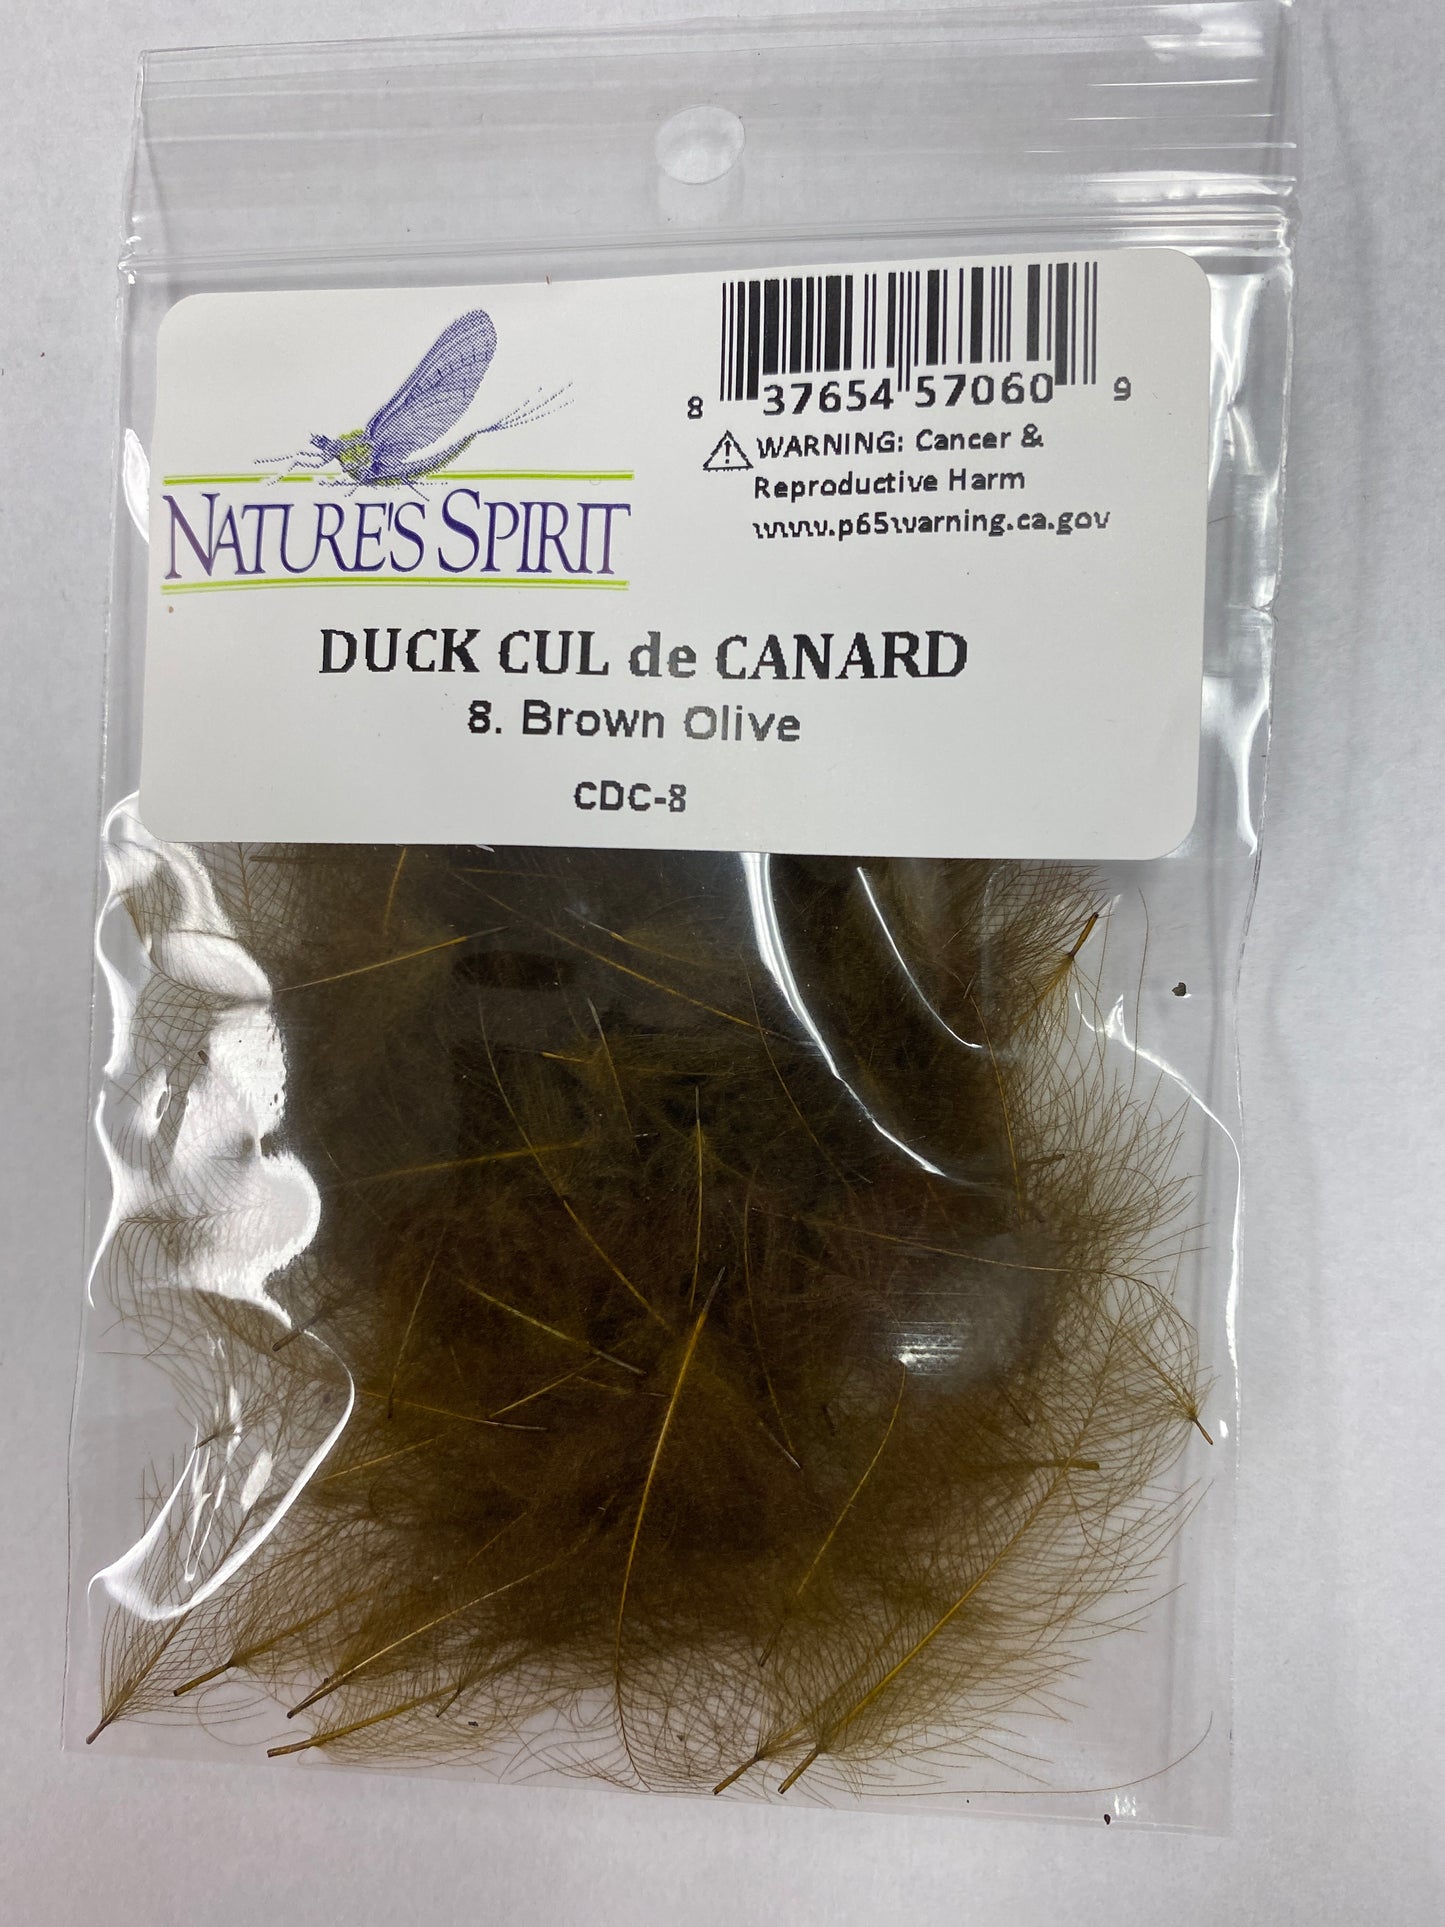 NATURE'S SPIRIT
8 37654 57060 9
WARNING: Cancer &
Reproductive Harm
www.p65warning.ca.gov
DUCK CUL de CANARD
8. Brown Olive
CDC-8